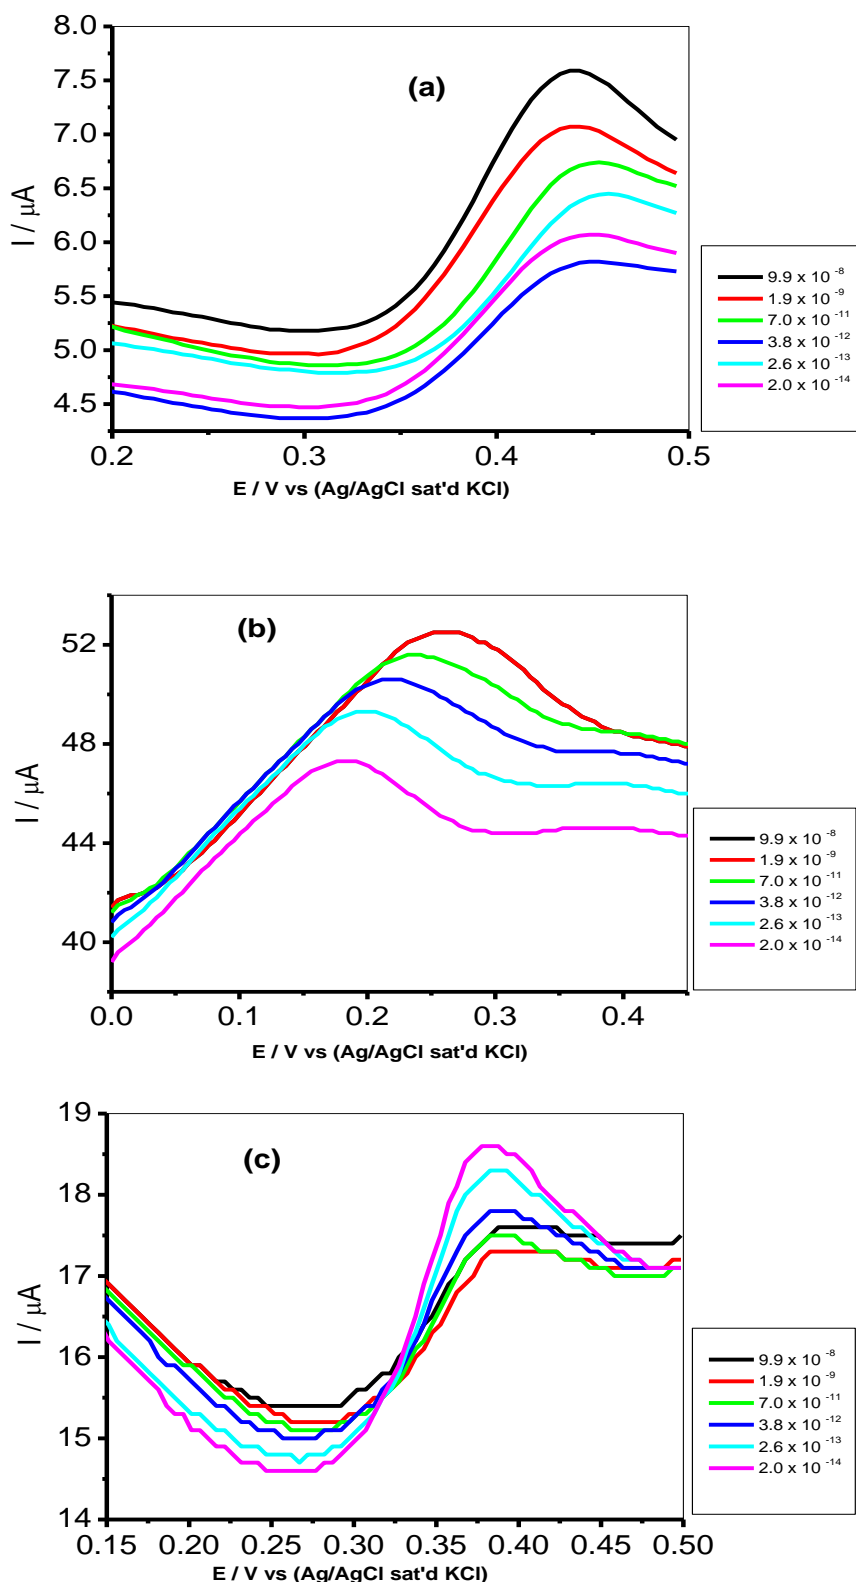 (a)
8.0
7.5
7.0
6.5
6.0
5.5
5.0
4.5
I / μA
0.2 0.3 0.4 0.5
E / V vs (Ag/AgCl sat'd KCl)
9.9 x 10 ⁻⁸
1.9 x 10 ⁻⁹
7.0 x 10 ⁻¹¹
3.8 x 10 ⁻¹²
2.6 x 10 ⁻¹³
2.0 x 10 ⁻¹⁴
(b)
52
48
44
40
I / μA
0.0 0.1 0.2 0.3 0.4
E / V vs (Ag/AgCl sat'd KCl)
9.9 x 10 ⁻⁸
1.9 x 10 ⁻⁹
7.0 x 10 ⁻¹¹
3.8 x 10 ⁻¹²
2.6 x 10 ⁻¹³
2.0 x 10 ⁻¹⁴
(c)
19
18
17
16
15
14
I / μA
0.15 0.20 0.25 0.30 0.35 0.40 0.45 0.50
E / V vs (Ag/AgCl sat'd KCl)
9.9 x 10 ⁻⁸
1.9 x 10 ⁻⁹
7.0 x 10 ⁻¹¹
3.8 x 10 ⁻¹²
2.6 x 10 ⁻¹³
2.0 x 10 ⁻¹⁴